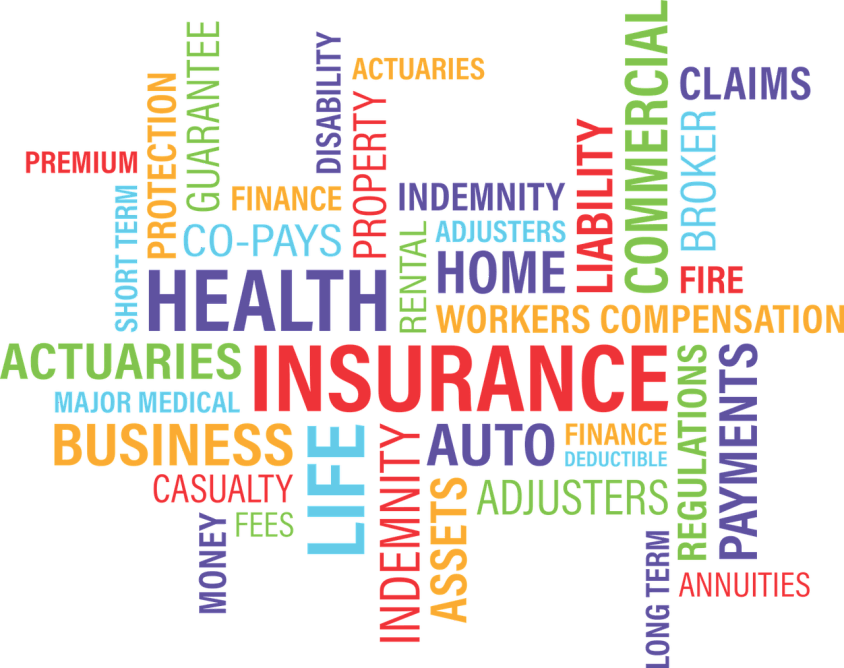 COMMERCIAL
GUARANTEE
DISABILITY
ACTUARIES
CLAIMS
PROTECTION
PROPERTY
LIABILITY
BROKER
PREMIUM
SHORT TERM
FINANCE
INDEMNITY
CO-PAYS
RENTAL
ADJUSTERS
HOME
FIRE
HEALTH
WORKERS COMPENSATION
ACTUARIES
INSURANCE
REGULATIONS
PAYMENTS
MAJOR MEDICAL
BUSINESS
LIFE
INDEMNITY
AUTO
FINANCE
DEDUCTIBLE
CASUALTY
ASSETS
ADJUSTERS
MONEY
FEES
LONG TERM
ANNUITIES